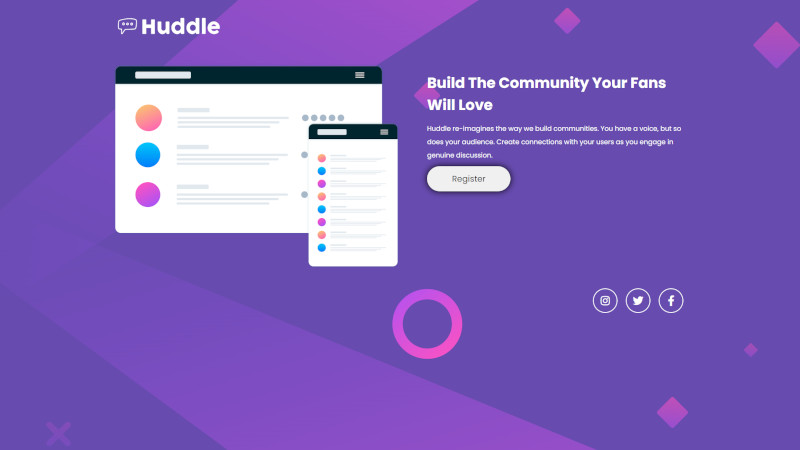 Huddle
Build The Community Your Fans
Will Love
Huddle re-imagines the way we build communities. You have a voice, but so
does your audience. Create connections with your users as you engage in
genuine discussion.
Register